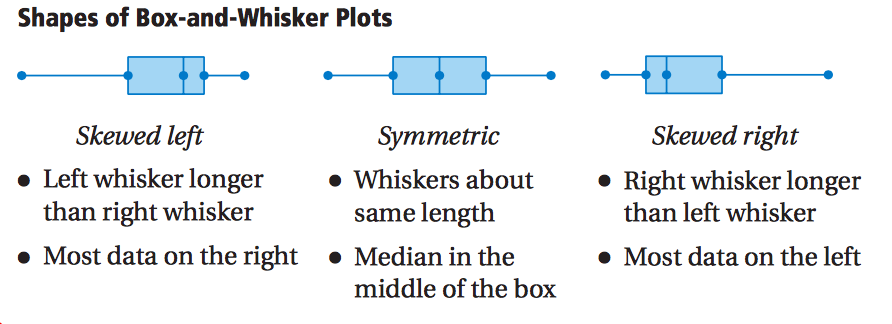 Shapes of Box-and-Whisker Plots
Skewed left
• Left whisker longer
than right whisker
• Most data on the right
Symmetric
• Whiskers about
same length
• Median in the
middle of the box
Skewed right
• Right whisker longer
than left whisker
• Most data on the left